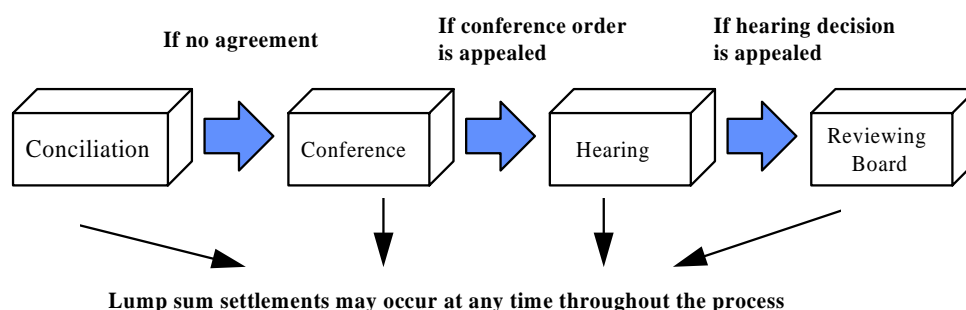 If no agreement
If conference order
is appealed
If hearing decision
is appealed
Conciliation
Conference
Hearing
Reviewing
Board
Lump sum settlements may occur at any time throughout the process